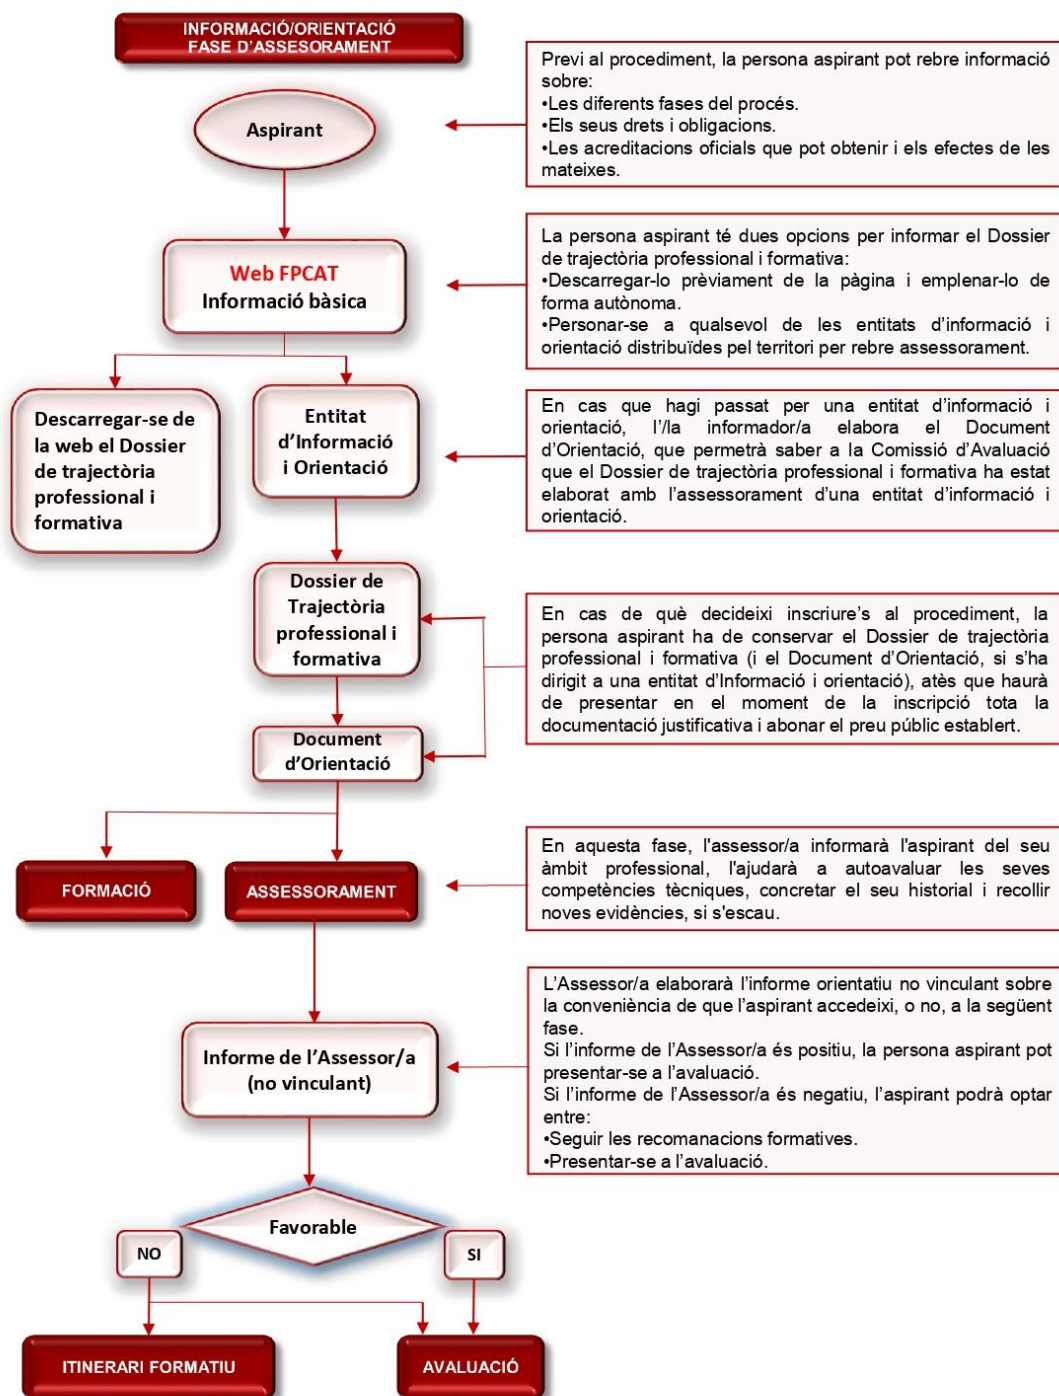 INFORMACIÓ/ORIENTACIÓ
FASE D'ASSESORAMENT
Previ al procediment, la persona aspirant pot rebre informació
sobre:
•Les diferents fases del procés.
•Els seus drets i obligacions.
•Les acreditacions oficials que pot obtenir i els efectes de les
mateixes.
Aspirant
La persona aspirant té dues opcions per informar el Dossier
de trajectòria professional i formativa:
•Descarregar-lo prèviament de la pàgina i emplenar-lo de
forma autònoma.
•Personar-se a qualsevol de les entitats d'informació i
orientació distribuïdes pel territori per rebre assessorament.
Web FPCAT
Informació bàsica
Descarregar-se de
la web el Dossier
de trajectòria
professional i
formativa
Entitat
d'Informació
i Orientació
En cas que hagi passat per una entitat d'informació i
orientació, l'/la informador/a elabora el Document
d'Orientació, que permetrà saber a la Comissió d'Avaluació
que el Dossier de trajectòria professional i formativa ha estat
elaborat amb l'assessorament d'una entitat d'informació i
orientació.
Dossier de
Trajectòria
professional i
formativa
En cas de què decideixi inscriure's al procediment, la
persona aspirant ha de conservar el Dossier de trajectòria
professional i formativa (i el Document d'Orientació, si s'ha
dirigit a una entitat d'Informació i orientació), atès que haurà
de presentar en el moment de la inscripció tota la
documentació justificativa i abonar el preu públic establert.
Document
d'Orientació
FORMACIÓ
ASSESSORAMENT
En aquesta fase, l'assessor/a informarà l'aspirant del seu
àmbit professional, l'ajudarà a autoavaluar les seves
competències tècniques, concretar el seu historial i recollir
noves evidències, si s'escau.
Informe de l'Assessor/a
(no vinculant)
L'Assessor/a elaborarà l'informe orientatiu no vinculant sobre
la conveniència de que l'aspirant accedeixi, o no, a la següent
fase.
Si l'informe de l'Assessor/a és positiu, la persona aspirant pot
presentar-se a l'avaluació.
Si l'informe de l'Assessor/a és negatiu, l'aspirant podrà optar
entre:
•Seguir les recomanacions formatives.
•Presentar-se a l'avaluació.
Favorable
NO
SI
ITINERARI FORMATIU
AVALUACIÓ